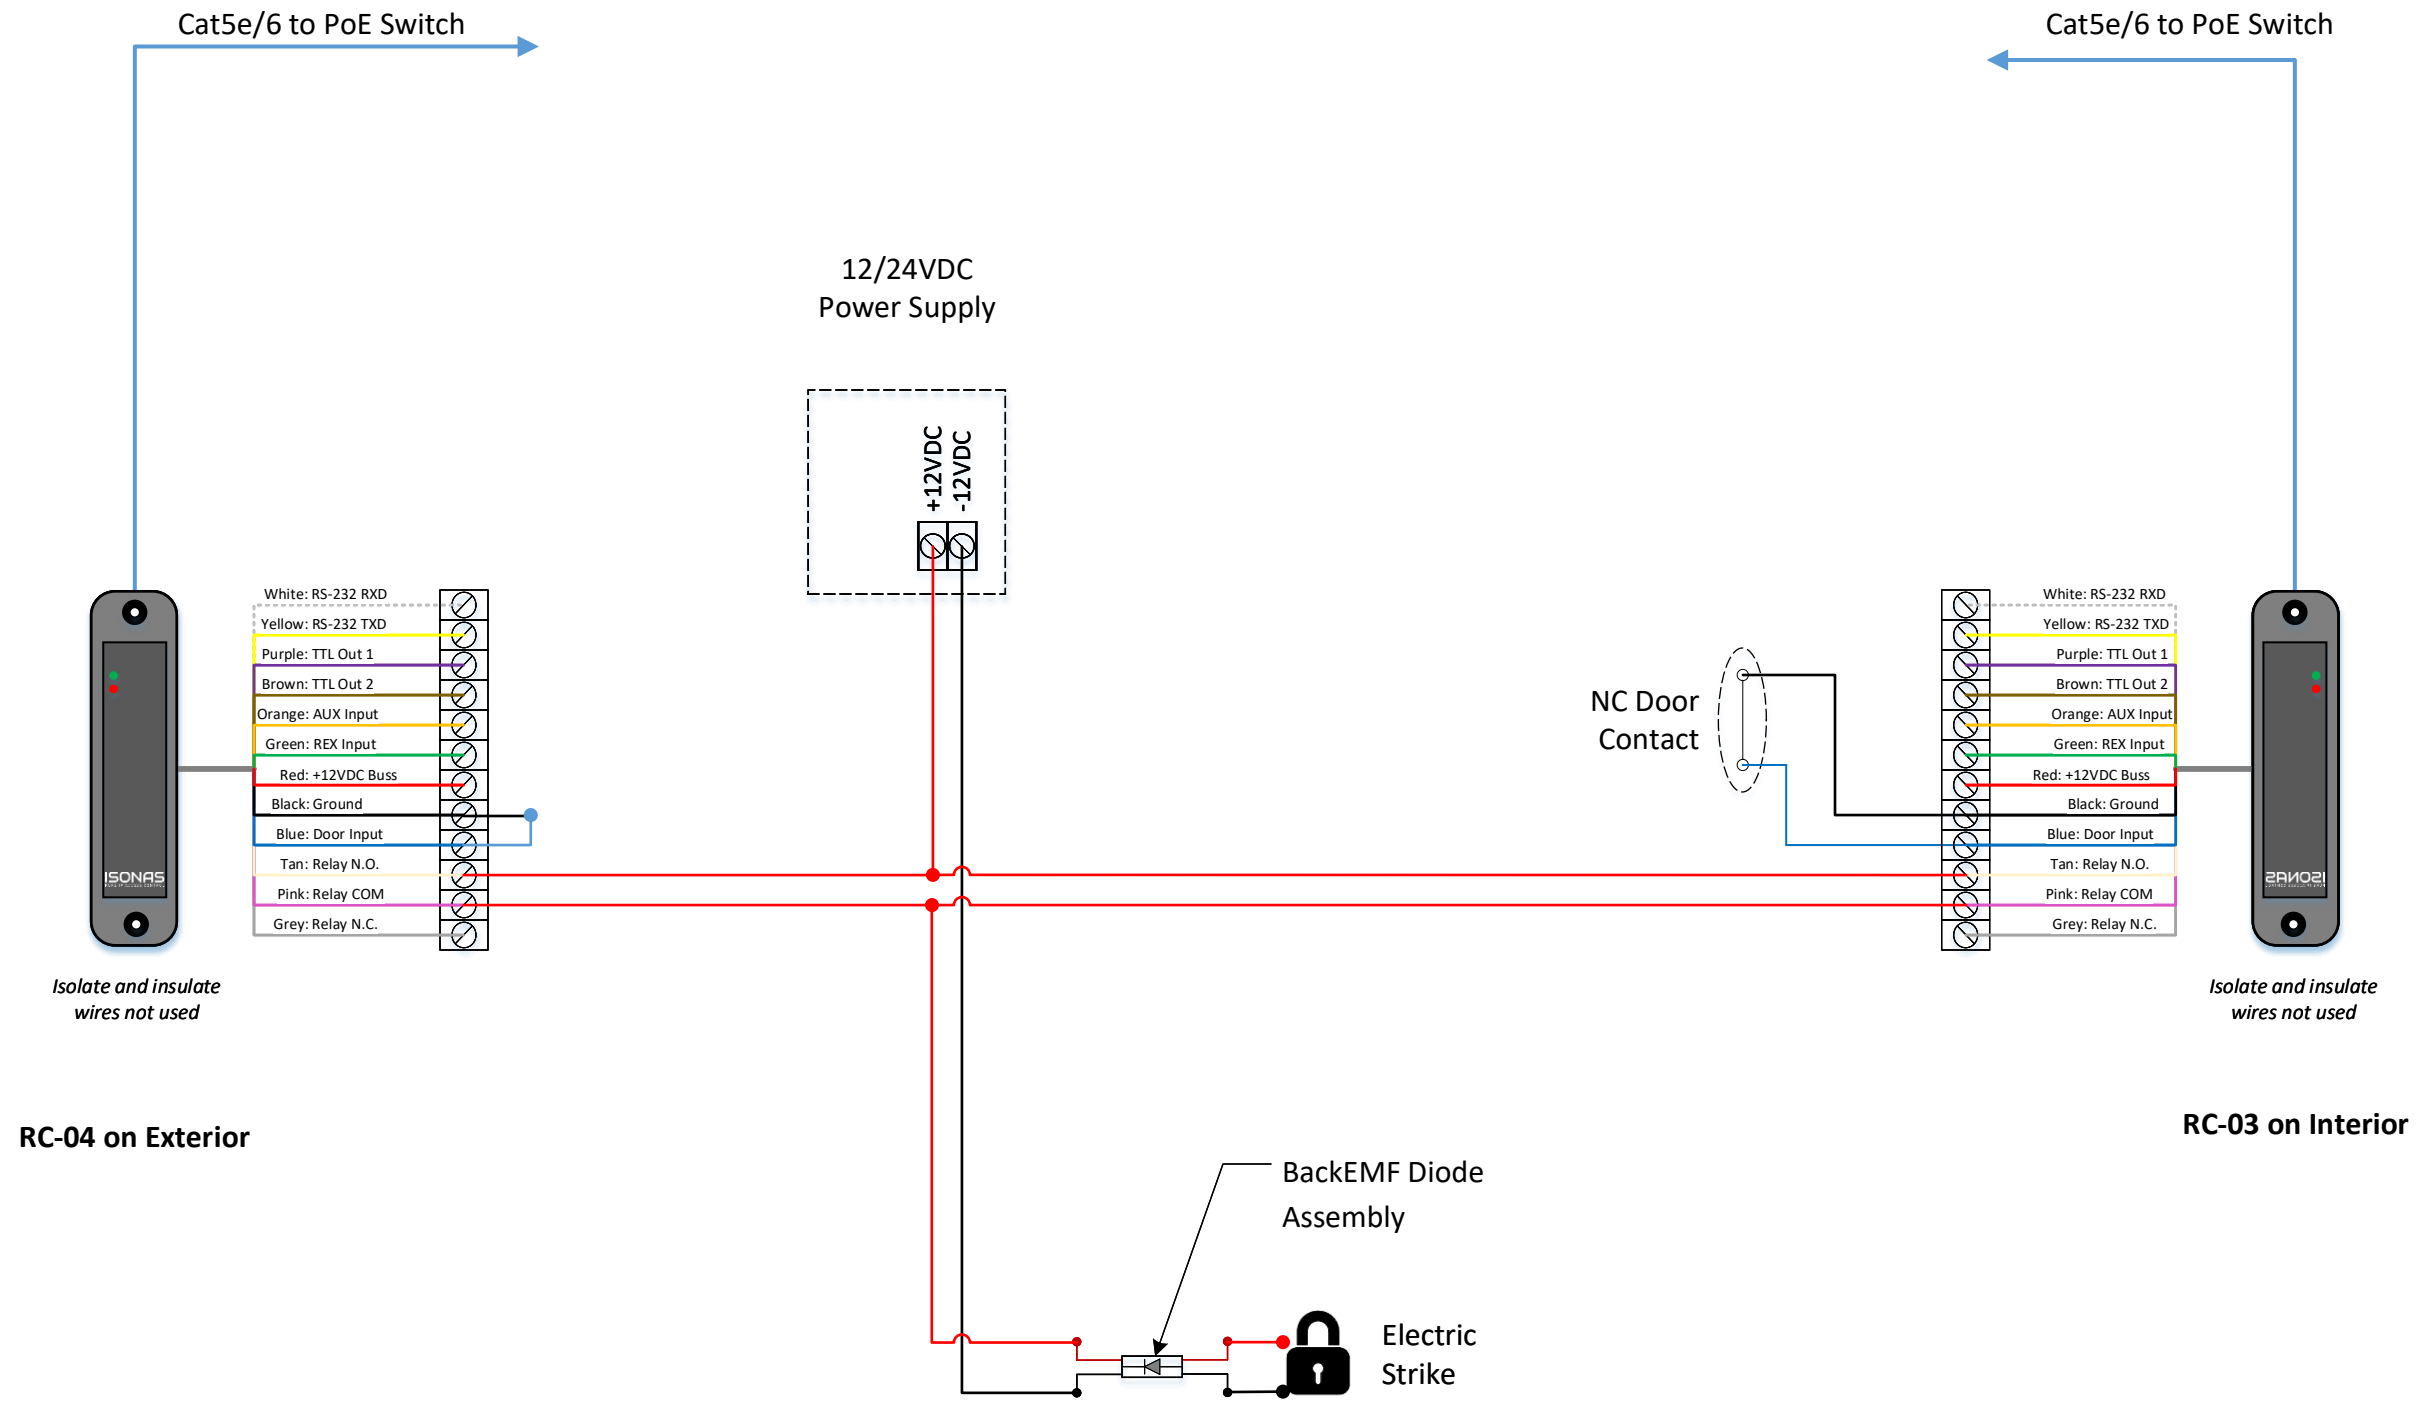 Cat5e/6 to PoE Switch
Cat5e/6 to PoE Switch
12/24VDC
Power Supply
+12VDC
-12VDC
White: RS-232 RXD
Yellow: RS-232 TXD
Purple: TTL Out 1
Brown: TTL Out 2
Orange: AUX Input
Green: REX Input
Red: +12VDC Buss
Black: Ground
Blue: Door Input
Tan: Relay N.O.
Pink: Relay COM
Grey: Relay N.C.
ISONAS
Isolate and insulate
wires not used
RC-04 on Exterior
NC Door
Contact
White: RS-232 RXD
Yellow: RS-232 TXD
Purple: TTL Out 1
Brown: TTL Out 2
Orange: AUX Input
Green: REX Input
Red: +12VDC Buss
Black: Ground
Blue: Door Input
Tan: Relay N.O.
Pink: Relay COM
Grey: Relay N.C.
ISONAS
Isolate and insulate
wires not used
RC-03 on Interior
BackEMF Diode
Assembly
Electric
Strike